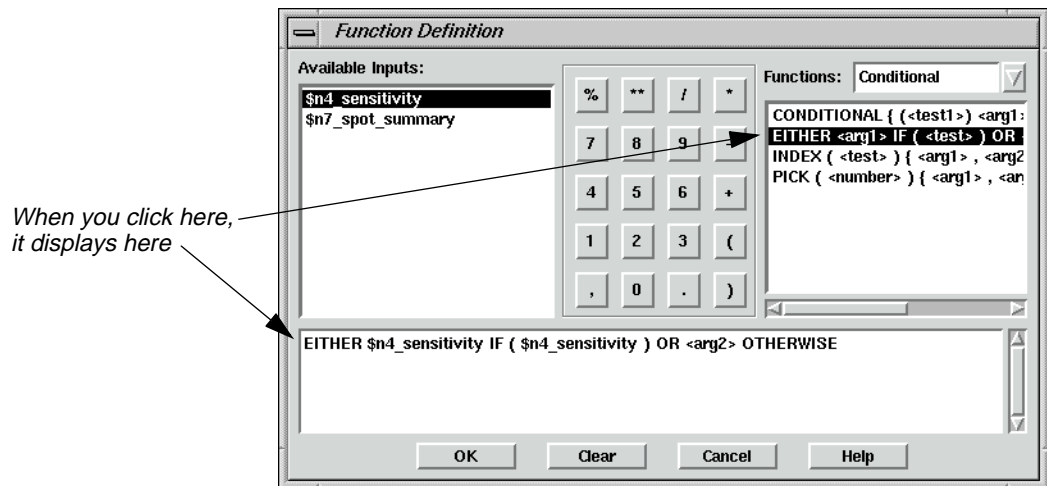 Function Definition
Available Inputs:
$n4_sensitivity
$n7_spot_summary
% ** / *
7 8 9 -
4 5 6 +
1 2 3 (
, 0 . )
Functions: Conditional
CONDITIONAL { (<test1>) <arg1>
EITHER <arg1> IF ( <test> ) OR <
INDEX ( <test> ) { <arg1> , <arg2
PICK ( <number> ) { <arg1> , <ar
When you click here,
it displays here
EITHER $n4_sensitivity IF ( $n4_sensitivity ) OR <arg2> OTHERWISE
OK Clear Cancel Help